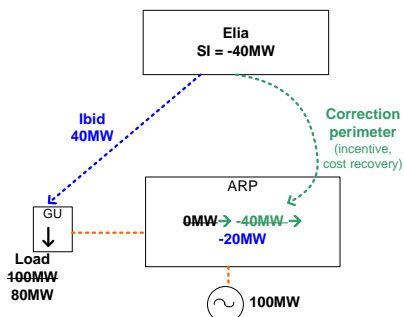 Elia
SI = -40MW
Ibid
40MW
Correction
perimeter
(incentive,
cost recovery)
ARP
GU
0MW → -40MW →
-20MW
Load
100MW
80MW
100MW